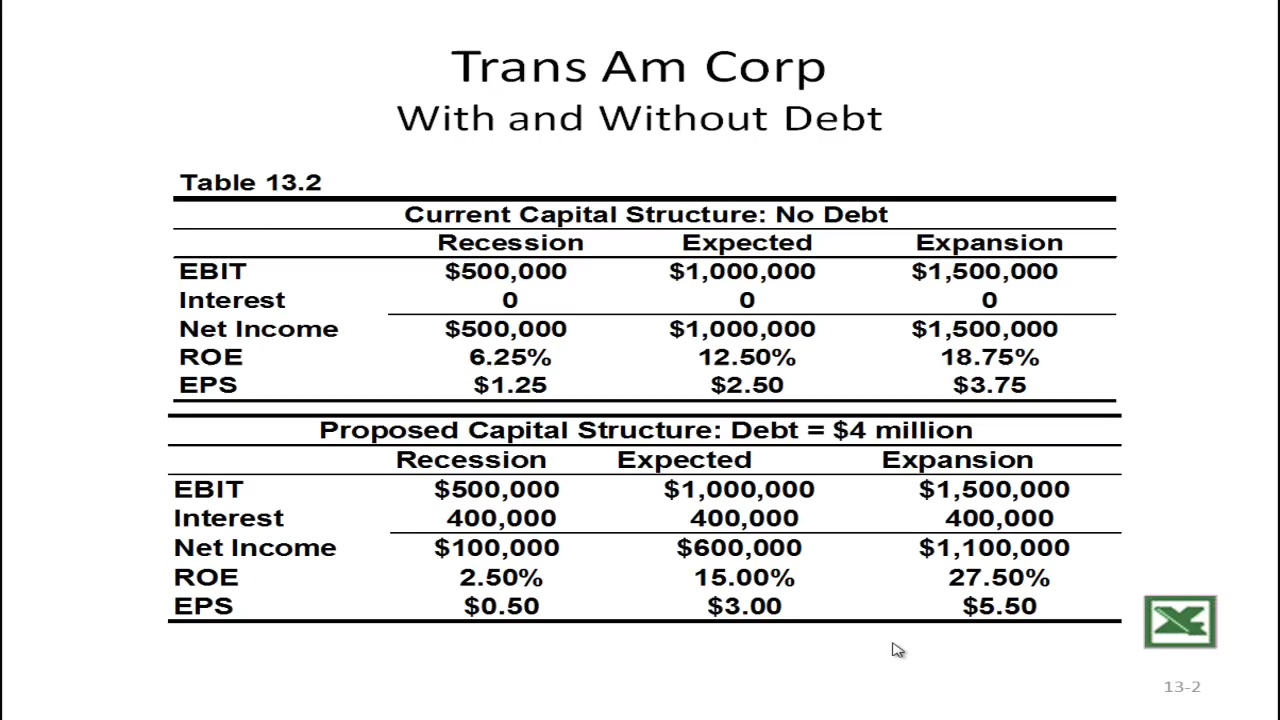 Trans Am Corp
With and Without Debt
Table 13.2
Current Capital Structure: No Debt
Recession Expected Expansion
EBIT $500,000 $1,000,000 $1,500,000
Interest 0 0 0
Net Income $500,000 $1,000,000 $1,500,000
ROE 6.25% 12.50% 18.75%
EPS $1.25 $2.50 $3.75
Proposed Capital Structure: Debt = $4 million
Recession Expected Expansion
EBIT $500,000 $1,000,000 $1,500,000
Interest 400,000 400,000 400,000
Net Income $100,000 $600,000 $1,100,000
ROE 2.50% 15.00% 27.50%
EPS $0.50 $3.00 $5.50
13-2